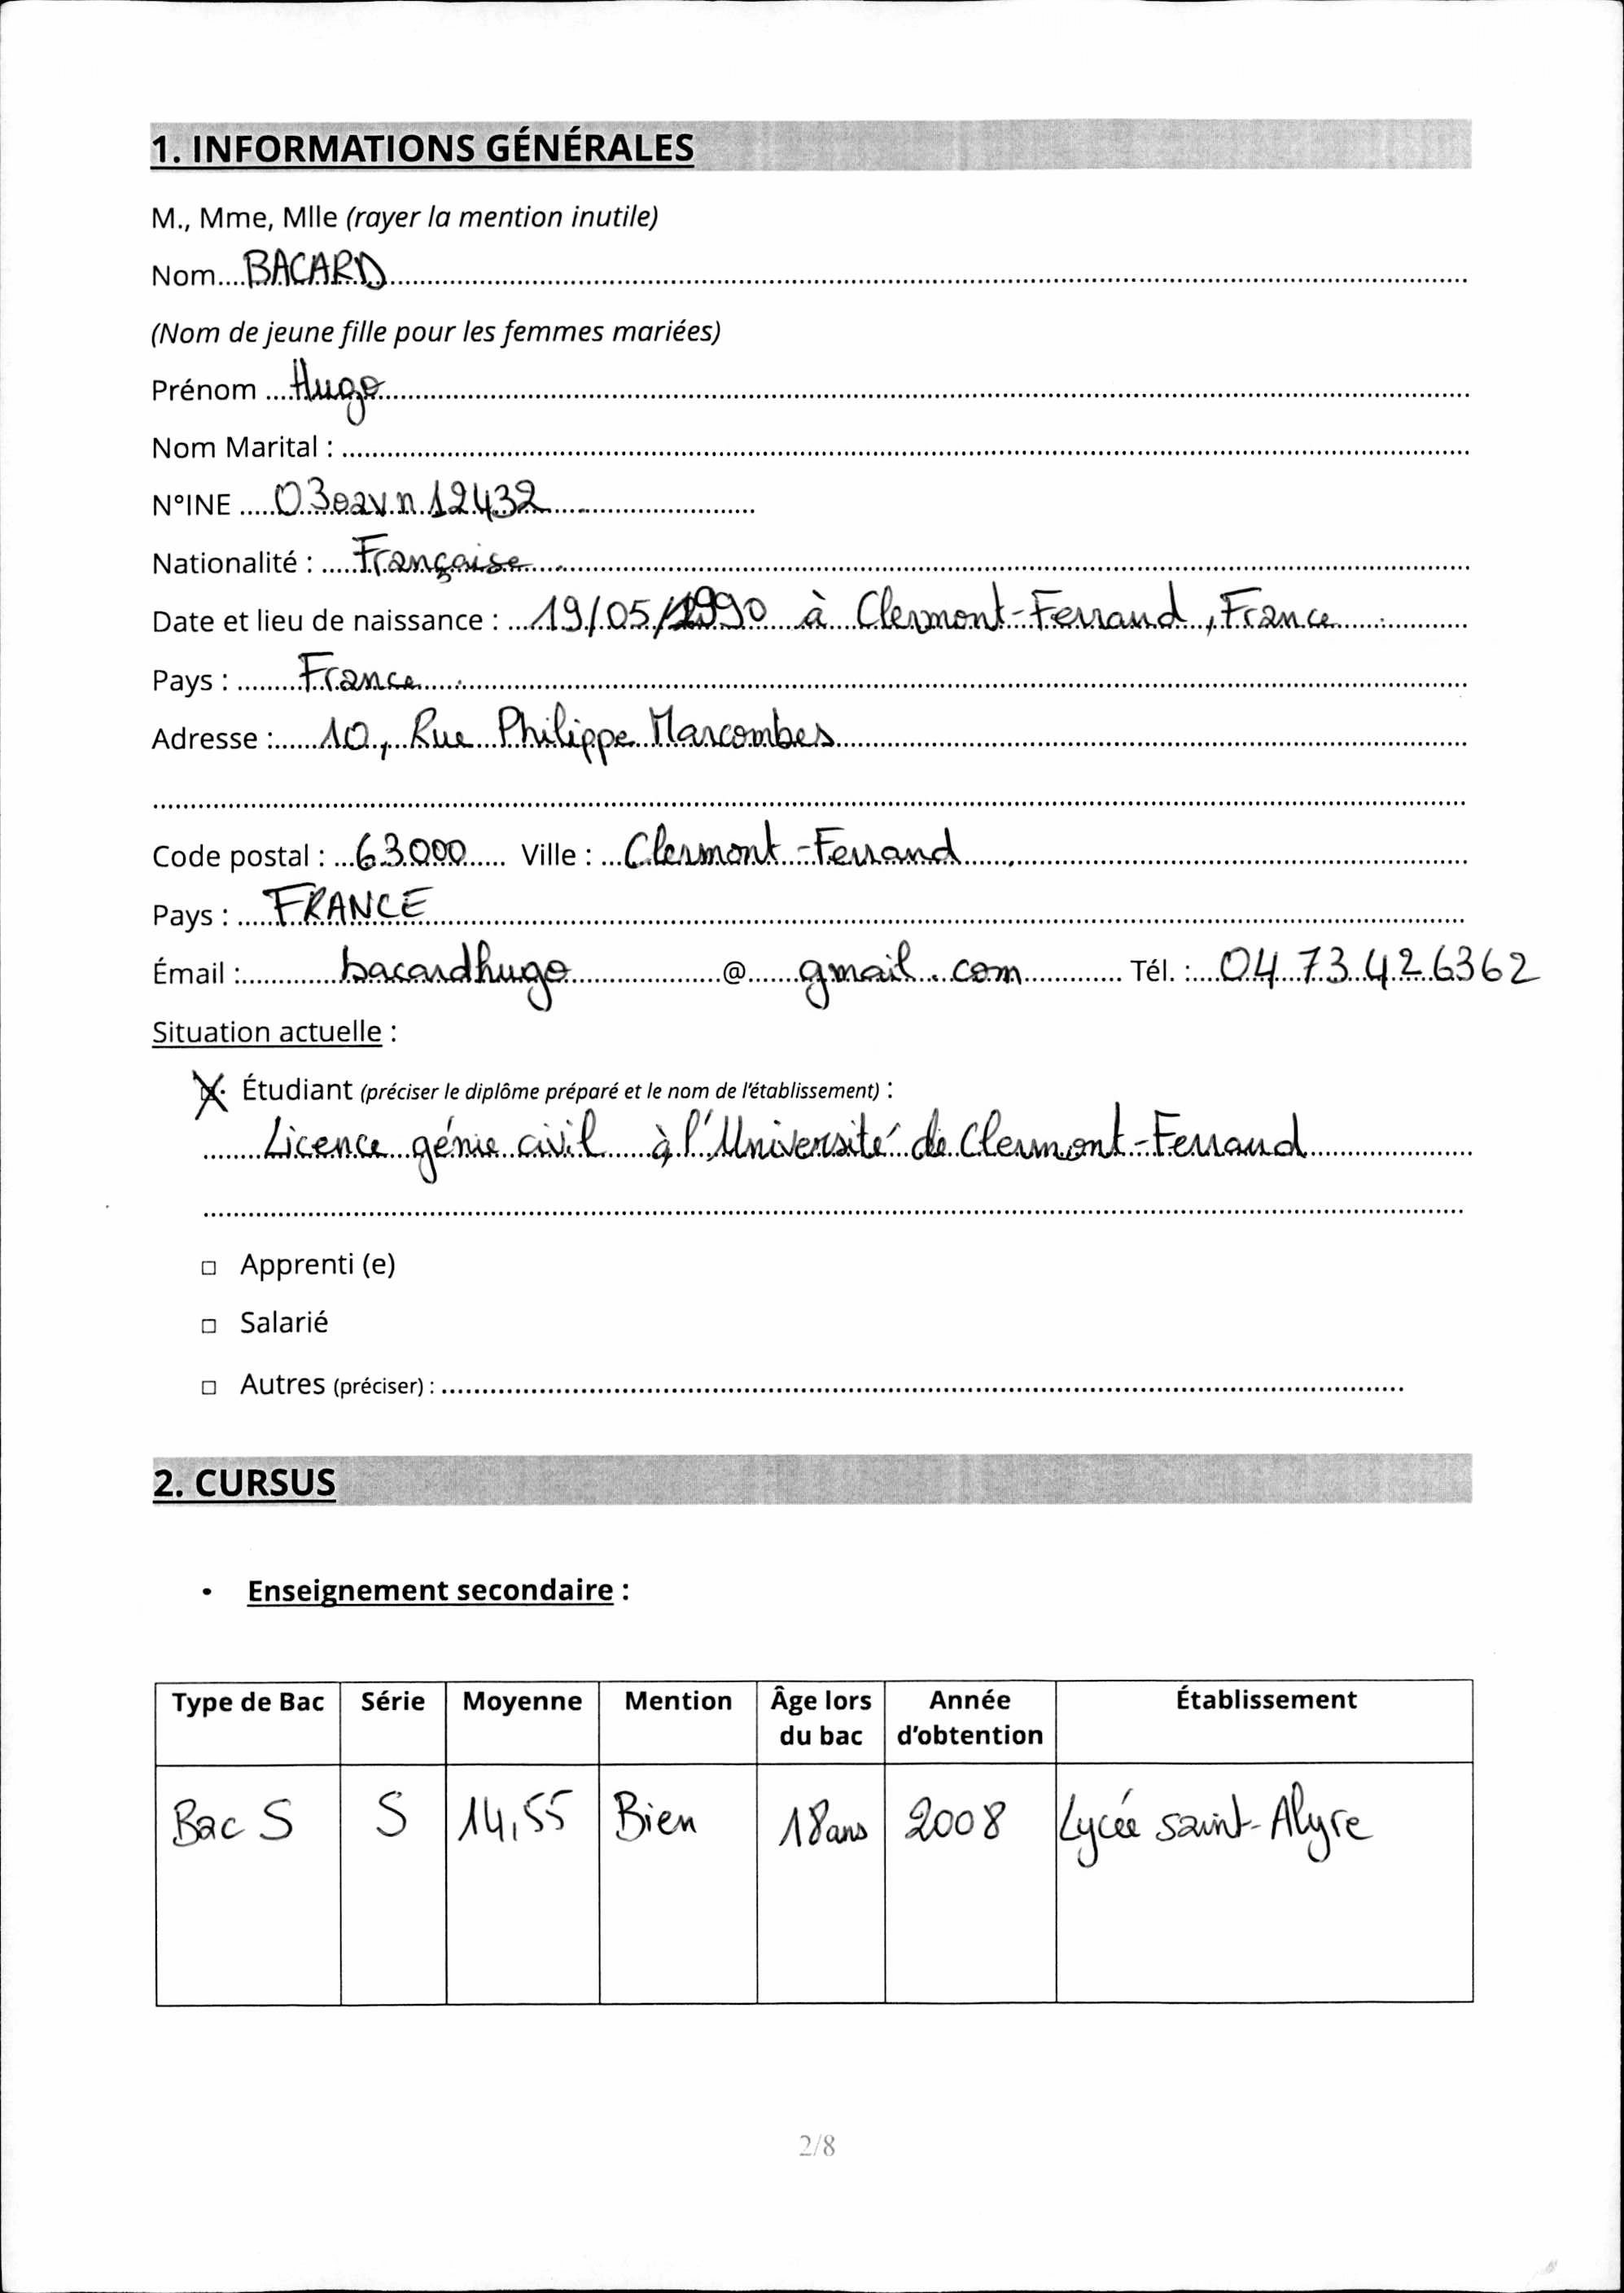 1. INFORMATIONS GÉNÉRALES
M., Mme, Mlle (rayer la mention inutile)
Nom....BACARD
(Nom de jeune fille pour les femmes mariées)
Prénom ....Hugo
Nom Marital :
N°INE .....03eavn12432
Nationalité : .....Française
Date et lieu de naissance : ...19/05/1990 à Clermont-Ferrand, France
Pays : ........France
Adresse :......10, Rue Philippe Marcombes
Code postal : ...63000..... Ville : ...Clermont-Ferrand
Pays : .....FRANCE
Émail :............bacardhugo....................@......gmail.com............ Tél. :....04 73 42 6362
Situation actuelle :
X Étudiant (préciser le diplôme préparé et le nom de l'établissement) :
Licence génie civil à l'Université de Clermont-Ferrand
□ Apprenti (e)
□ Salarié
□ Autres (préciser) :
2. CURSUS
• Enseignement secondaire :
Type de Bac Série Moyenne Mention Âge lors du bac Année d'obtention Établissement
Bac S S 14,55 Bien 18ans 2008 Lycée saint-Alyre
2/8